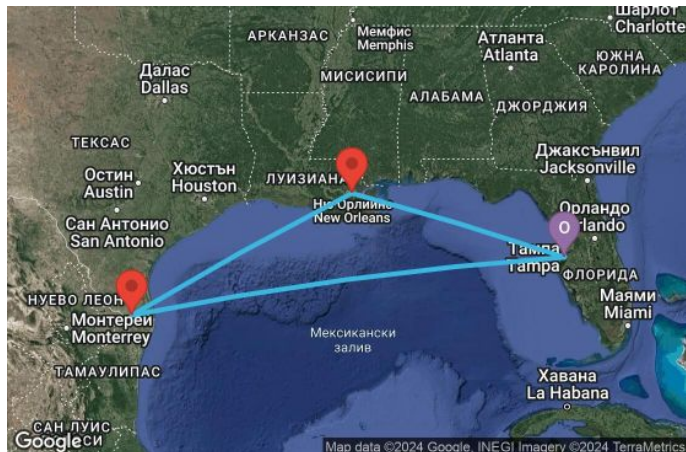 Шарлот
Charlotte
Мемфис
Memphis
АРКАНЗАС
Атланта
Atlanta
ЮЖНА
КАРОЛИНА
Далас
Dallas
МИСИСИПИ
АЛАБАМА
ДЖОРДЖИЯ
ТЕКСАС
Джаксънвил
Jacksonville
Остин
Austin
Хюстън
Houston
ЛУИЗИАНА
Ню Орлийнс
New Orleans
Сан Антонио
San Antonio
O
Орландо
Orlando
Тампа
Tampa
ФЛОРИДА
НУЕВО ЛЕОН
Монтерей
Monterrey
Маями
Miami
Мексикански
залив
ТАМАУЛИПАС
Хавана
La Habana
САН ЛУИС
Google
Map data ©2024 Google, INEGI Imagery ©2024 TerraMetrics